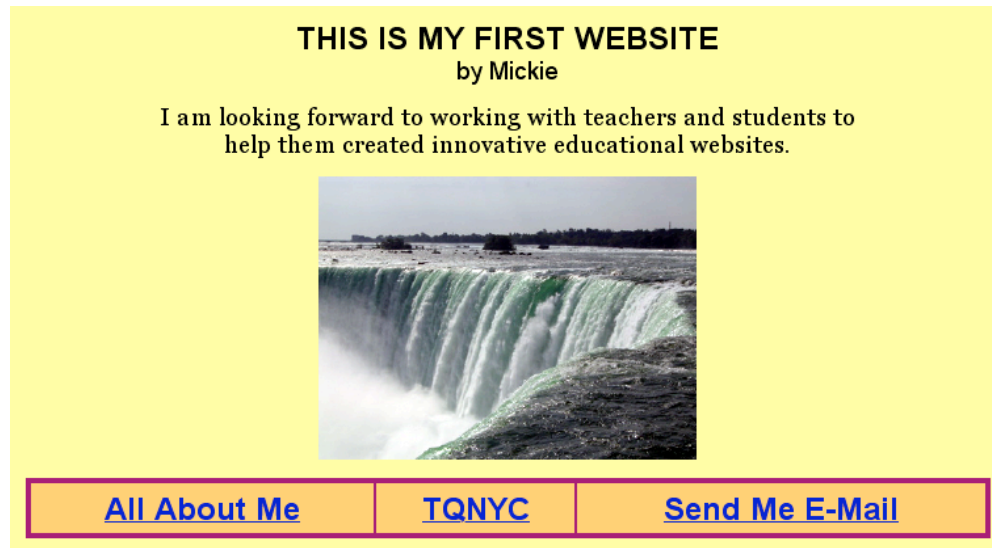 THIS IS MY FIRST WEBSITE
by Mickie
I am looking forward to working with teachers and students to
help them created innovative educational websites.
All About Me TQNYC Send Me E-Mail